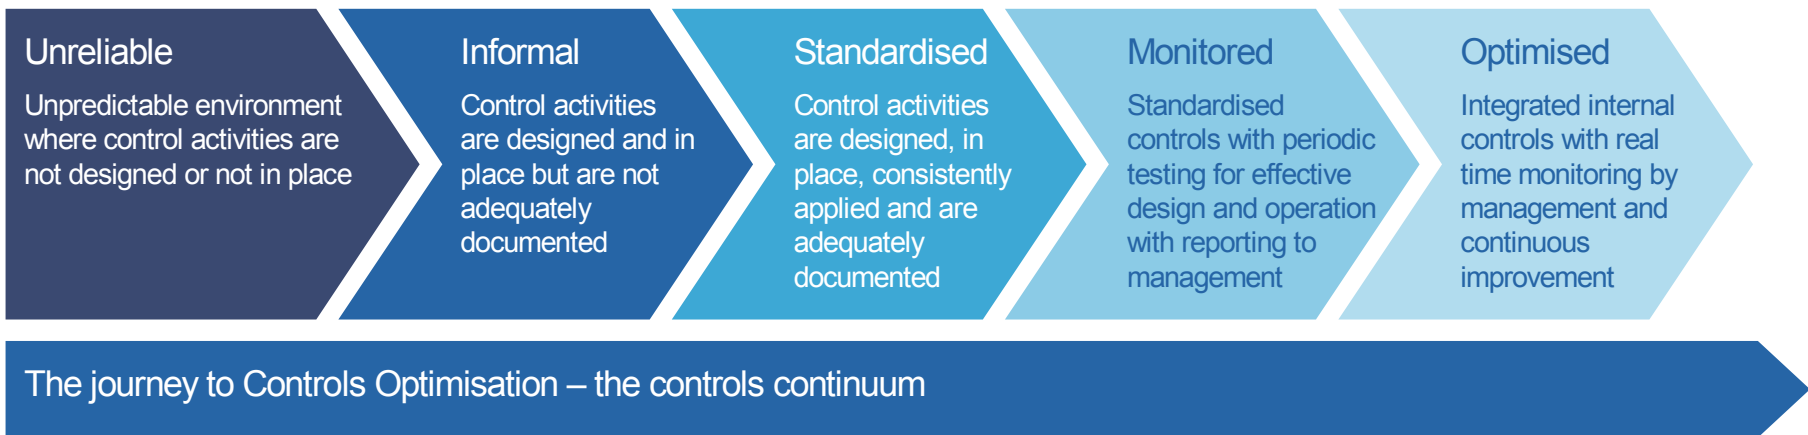 Unreliable
Unpredictable environment
where control activities are
not designed or not in place
Informal
Control activities
are designed and in
place but are not
adequately
documented
Standardised
Control activities
are designed, in
place, consistently
applied and are
adequately
documented
Monitored
Standardised
controls with periodic
testing for effective
design and operation
with reporting to
management
Optimised
Integrated internal
controls with real
time monitoring by
management and
continuous
improvement
The journey to Controls Optimisation – the controls continuum